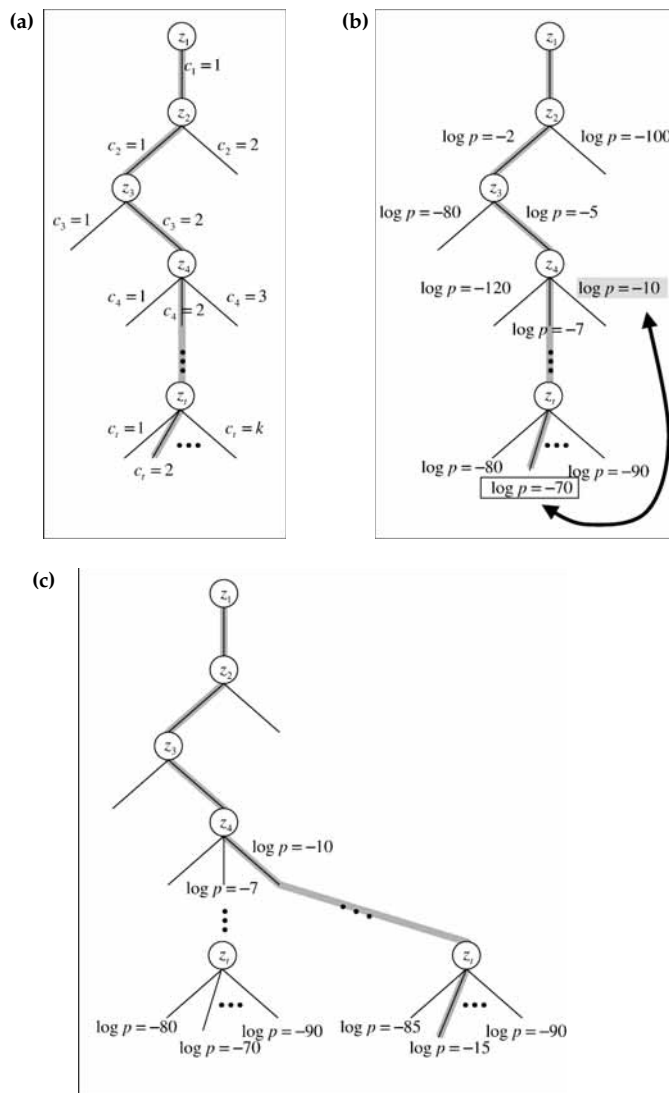 (a)
z1
c1 = 1
z2
c2 = 1
c2 = 2
z3
c3 = 1
c3 = 2
z4
c4 = 1
c4 = 2
c4 = 3
zt
ct = 1
ct = 2
ct = k
(b)
z1
z2
log p = −2
log p = −100
z3
log p = −80
log p = −5
z4
log p = −120
log p = −10
log p = −7
zt
log p = −80
log p = −90
log p = −70
(c)
z1
z2
z3
z4
log p = −10
log p = −7
zt
zt
log p = −80
log p = −70
log p = −90
log p = −85
log p = −15
log p = −90